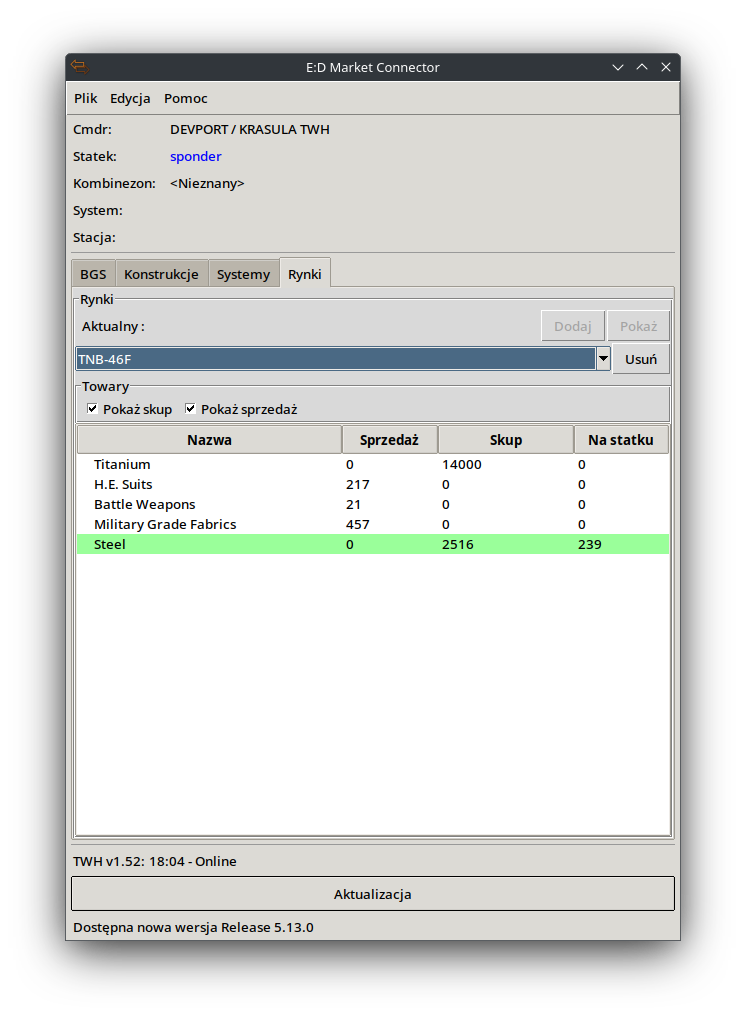 E:D Market Connector
Plik Edycja Pomoc
Cmdr: DEVPORT / KRASULA TWH
Statek: sponder
Kombinezon: <Nieznany>
System:
Stacja:
BGS Konstrukcje Systemy Rynki
Rynki
Aktualny : Dodaj Pokaż
TNB-46F Usuń
Towary
Pokaż skup Pokaż sprzedaż
Nazwa Sprzedaż Skup Na statku
Titanium 0 14000 0
H.E. Suits 217 0 0
Battle Weapons 21 0 0
Military Grade Fabrics 457 0 0
Steel 0 2516 239
TWH v1.52: 18:04 - Online
Aktualizacja
Dostępna nowa wersja Release 5.13.0